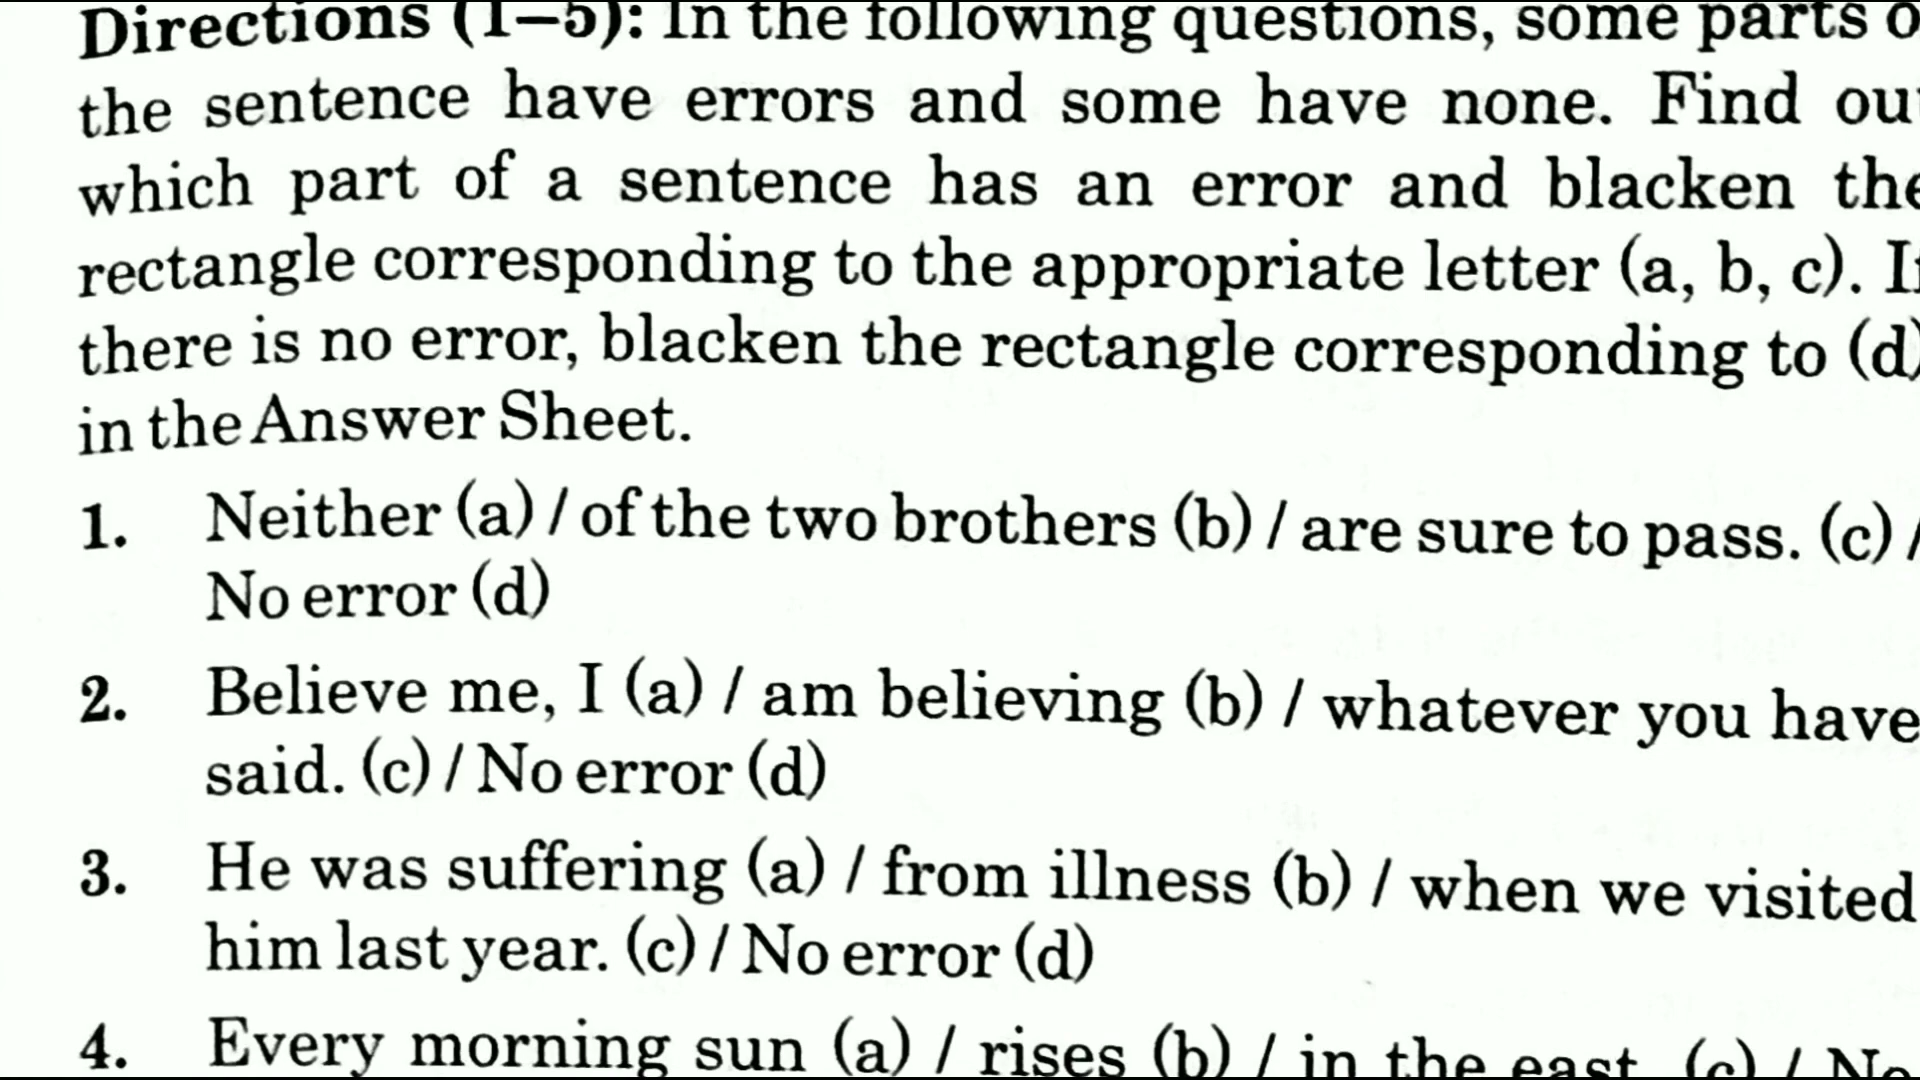 Directions (1–5): In the following questions, some parts o
the sentence have errors and some have none. Find ou
which part of a sentence has an error and blacken the
rectangle corresponding to the appropriate letter (a, b, c). If
there is no error, blacken the rectangle corresponding to (d)
in the Answer Sheet.
1. Neither (a) / of the two brothers (b) / are sure to pass. (c) /
No error (d)
2. Believe me, I (a) / am believing (b) / whatever you have
said. (c) / No error (d)
3. He was suffering (a) / from illness (b) / when we visited
him last year. (c) / No error (d)
4. Every morning sun (a) / rises (b) / in the east. (c) / No